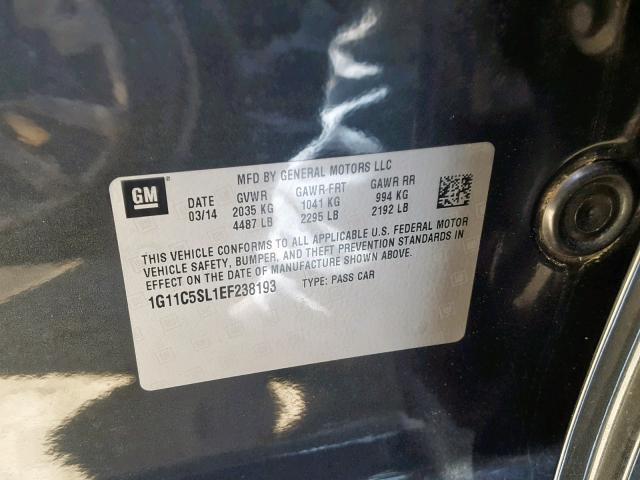 MFD BY GENERAL MOTORS LLC
GM
DATE GVWR GAWR-FRT GAWR RR
03/14 2035 KG 1041 KG 994 KG
4487 LB 2295 LB 2192 LB
THIS VEHICLE CONFORMS TO ALL APPLICABLE U.S. FEDERAL MOTOR
VEHICLE SAFETY, BUMPER, AND THEFT PREVENTION STANDARDS IN
EFFECT ON THE DATE OF MANUFACTURE SHOWN ABOVE.
1G11C5SL1EF238193 TYPE: PASS CAR